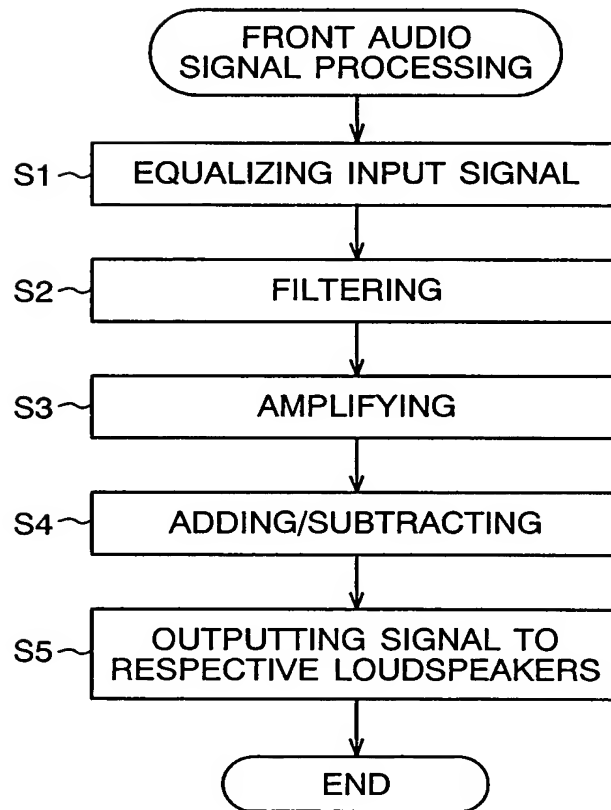 FRONT AUDIO
SIGNAL PROCESSING
S1
EQUALIZING INPUT SIGNAL
S2
FILTERING
S3
AMPLIFYING
S4
ADDING/SUBTRACTING
S5
OUTPUTTING SIGNAL TO
RESPECTIVE LOUDSPEAKERS
END